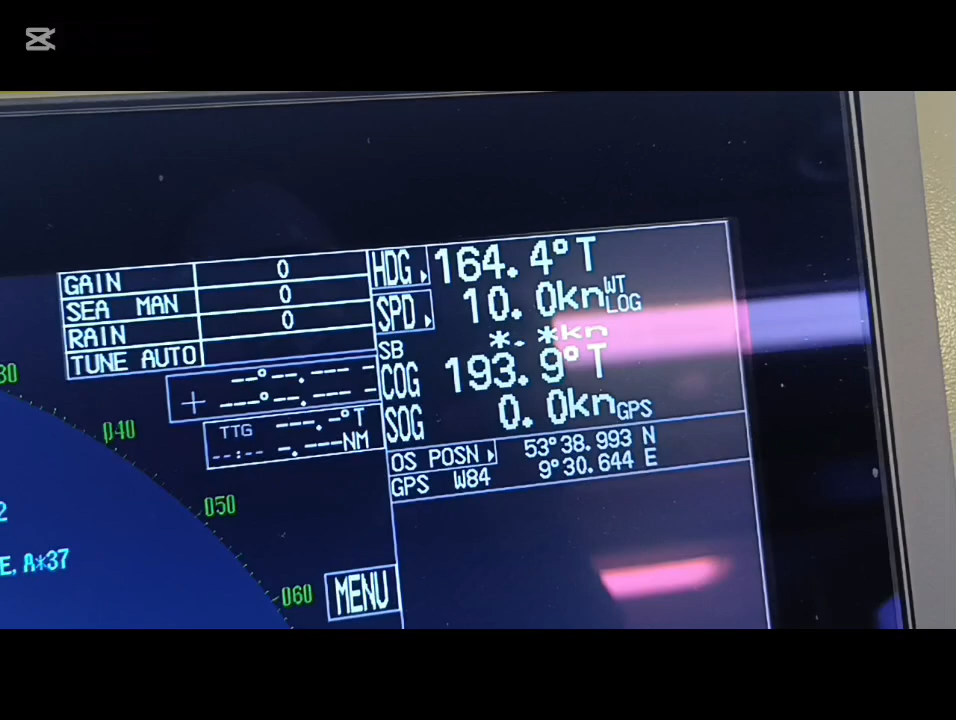 GAIN 0
SEA MAN 0
RAIN 0
TUNE AUTO
HDG 164.4°T
SPD 10.0kn WT LOG
*.*kn
SB
COG 193.9°T
SOG 0.0kn GPS
+ --°--.--- -
---°--.--- -
TTG ---.-°T
--:-- -.---NM
OS POSN 53°38.993 N
9°30.644 E
GPS W84
30
040
050
060
2
E,A*37
MENU